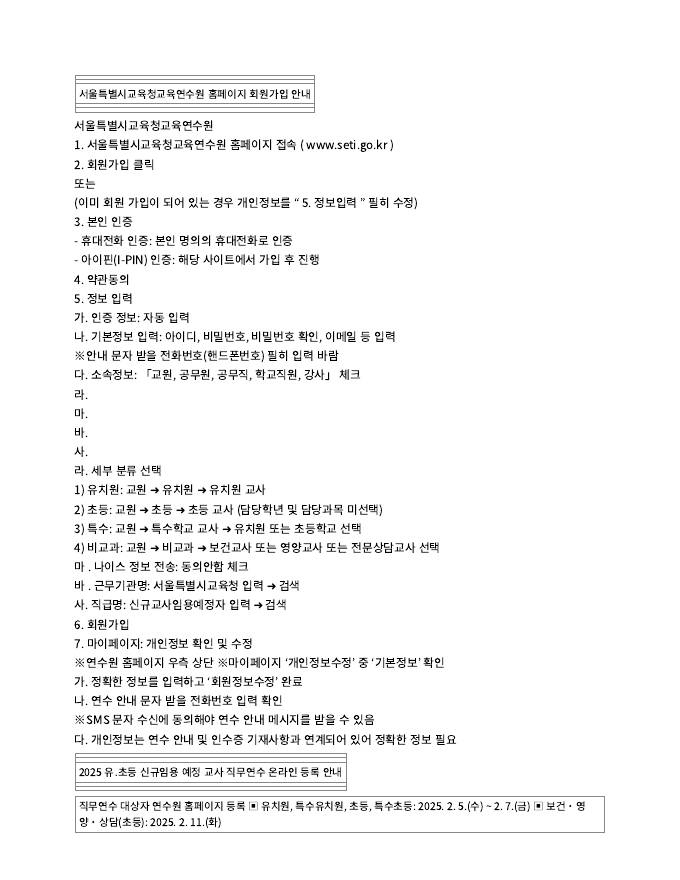 서울특별시교육청교육연수원 홈페이지 회원가입 안내
서울특별시교육청교육연수원
1. 서울특별시교육청교육연수원 홈페이지 접속 ( www.seti.go.kr )
2. 회원가입 클릭
또는
(이미 회원 가입이 되어 있는 경우 개인정보를 “ 5. 정보입력 ” 필히 수정)
3. 본인 인증
- 휴대전화 인증: 본인 명의의 휴대전화로 인증
- 아이핀(I-PIN) 인증: 해당 사이트에서 가입 후 진행
4. 약관동의
5. 정보 입력
가. 인증 정보: 자동 입력
나. 기본정보 입력: 아이디, 비밀번호, 비밀번호 확인, 이메일 등 입력
※안내 문자 받을 전화번호(핸드폰번호) 필히 입력 바람
다. 소속정보: 「교원, 공무원, 공무직, 학교직원, 강사」 체크
라.
마.
바.
사.
라. 세부 분류 선택
1) 유치원: 교원 ➜ 유치원 ➜ 유치원 교사
2) 초등: 교원 ➜ 초등 ➜ 초등 교사 (담당학년 및 담당과목 미선택)
3) 특수: 교원 ➜ 특수학교 교사 ➜ 유치원 또는 초등학교 선택
4) 비교과: 교원 ➜ 비교과 ➜ 보건교사 또는 영양교사 또는 전문상담교사 선택
마 . 나이스 정보 전송: 동의안함 체크
바 . 근무기관명: 서울특별시교육청 입력 ➜ 검색
사. 직급명: 신규교사임용예정자 입력 ➜ 검색
6. 회원가입
7. 마이페이지: 개인정보 확인 및 수정
※연수원 홈페이지 우측 상단 ※마이페이지 ‘개인정보수정’ 중 ‘기본정보’ 확인
가. 정확한 정보를 입력하고 ‘회원정보수정’ 완료
나. 연수 안내 문자 받을 전화번호 입력 확인
※SMS 문자 수신에 동의해야 연수 안내 메시지를 받을 수 있음
다. 개인정보는 연수 안내 및 인수증 기재사항과 연계되어 있어 정확한 정보 필요
2025 유․초등 신규임용 예정 교사 직무연수 온라인 등록 안내
직무연수 대상자 연수원 홈페이지 등록 ▣ 유치원, 특수유치원, 초등, 특수초등: 2025. 2. 5.(수) ~ 2. 7.(금) ▣ 보건・영
양・상담(초등): 2025. 2. 11.(화)